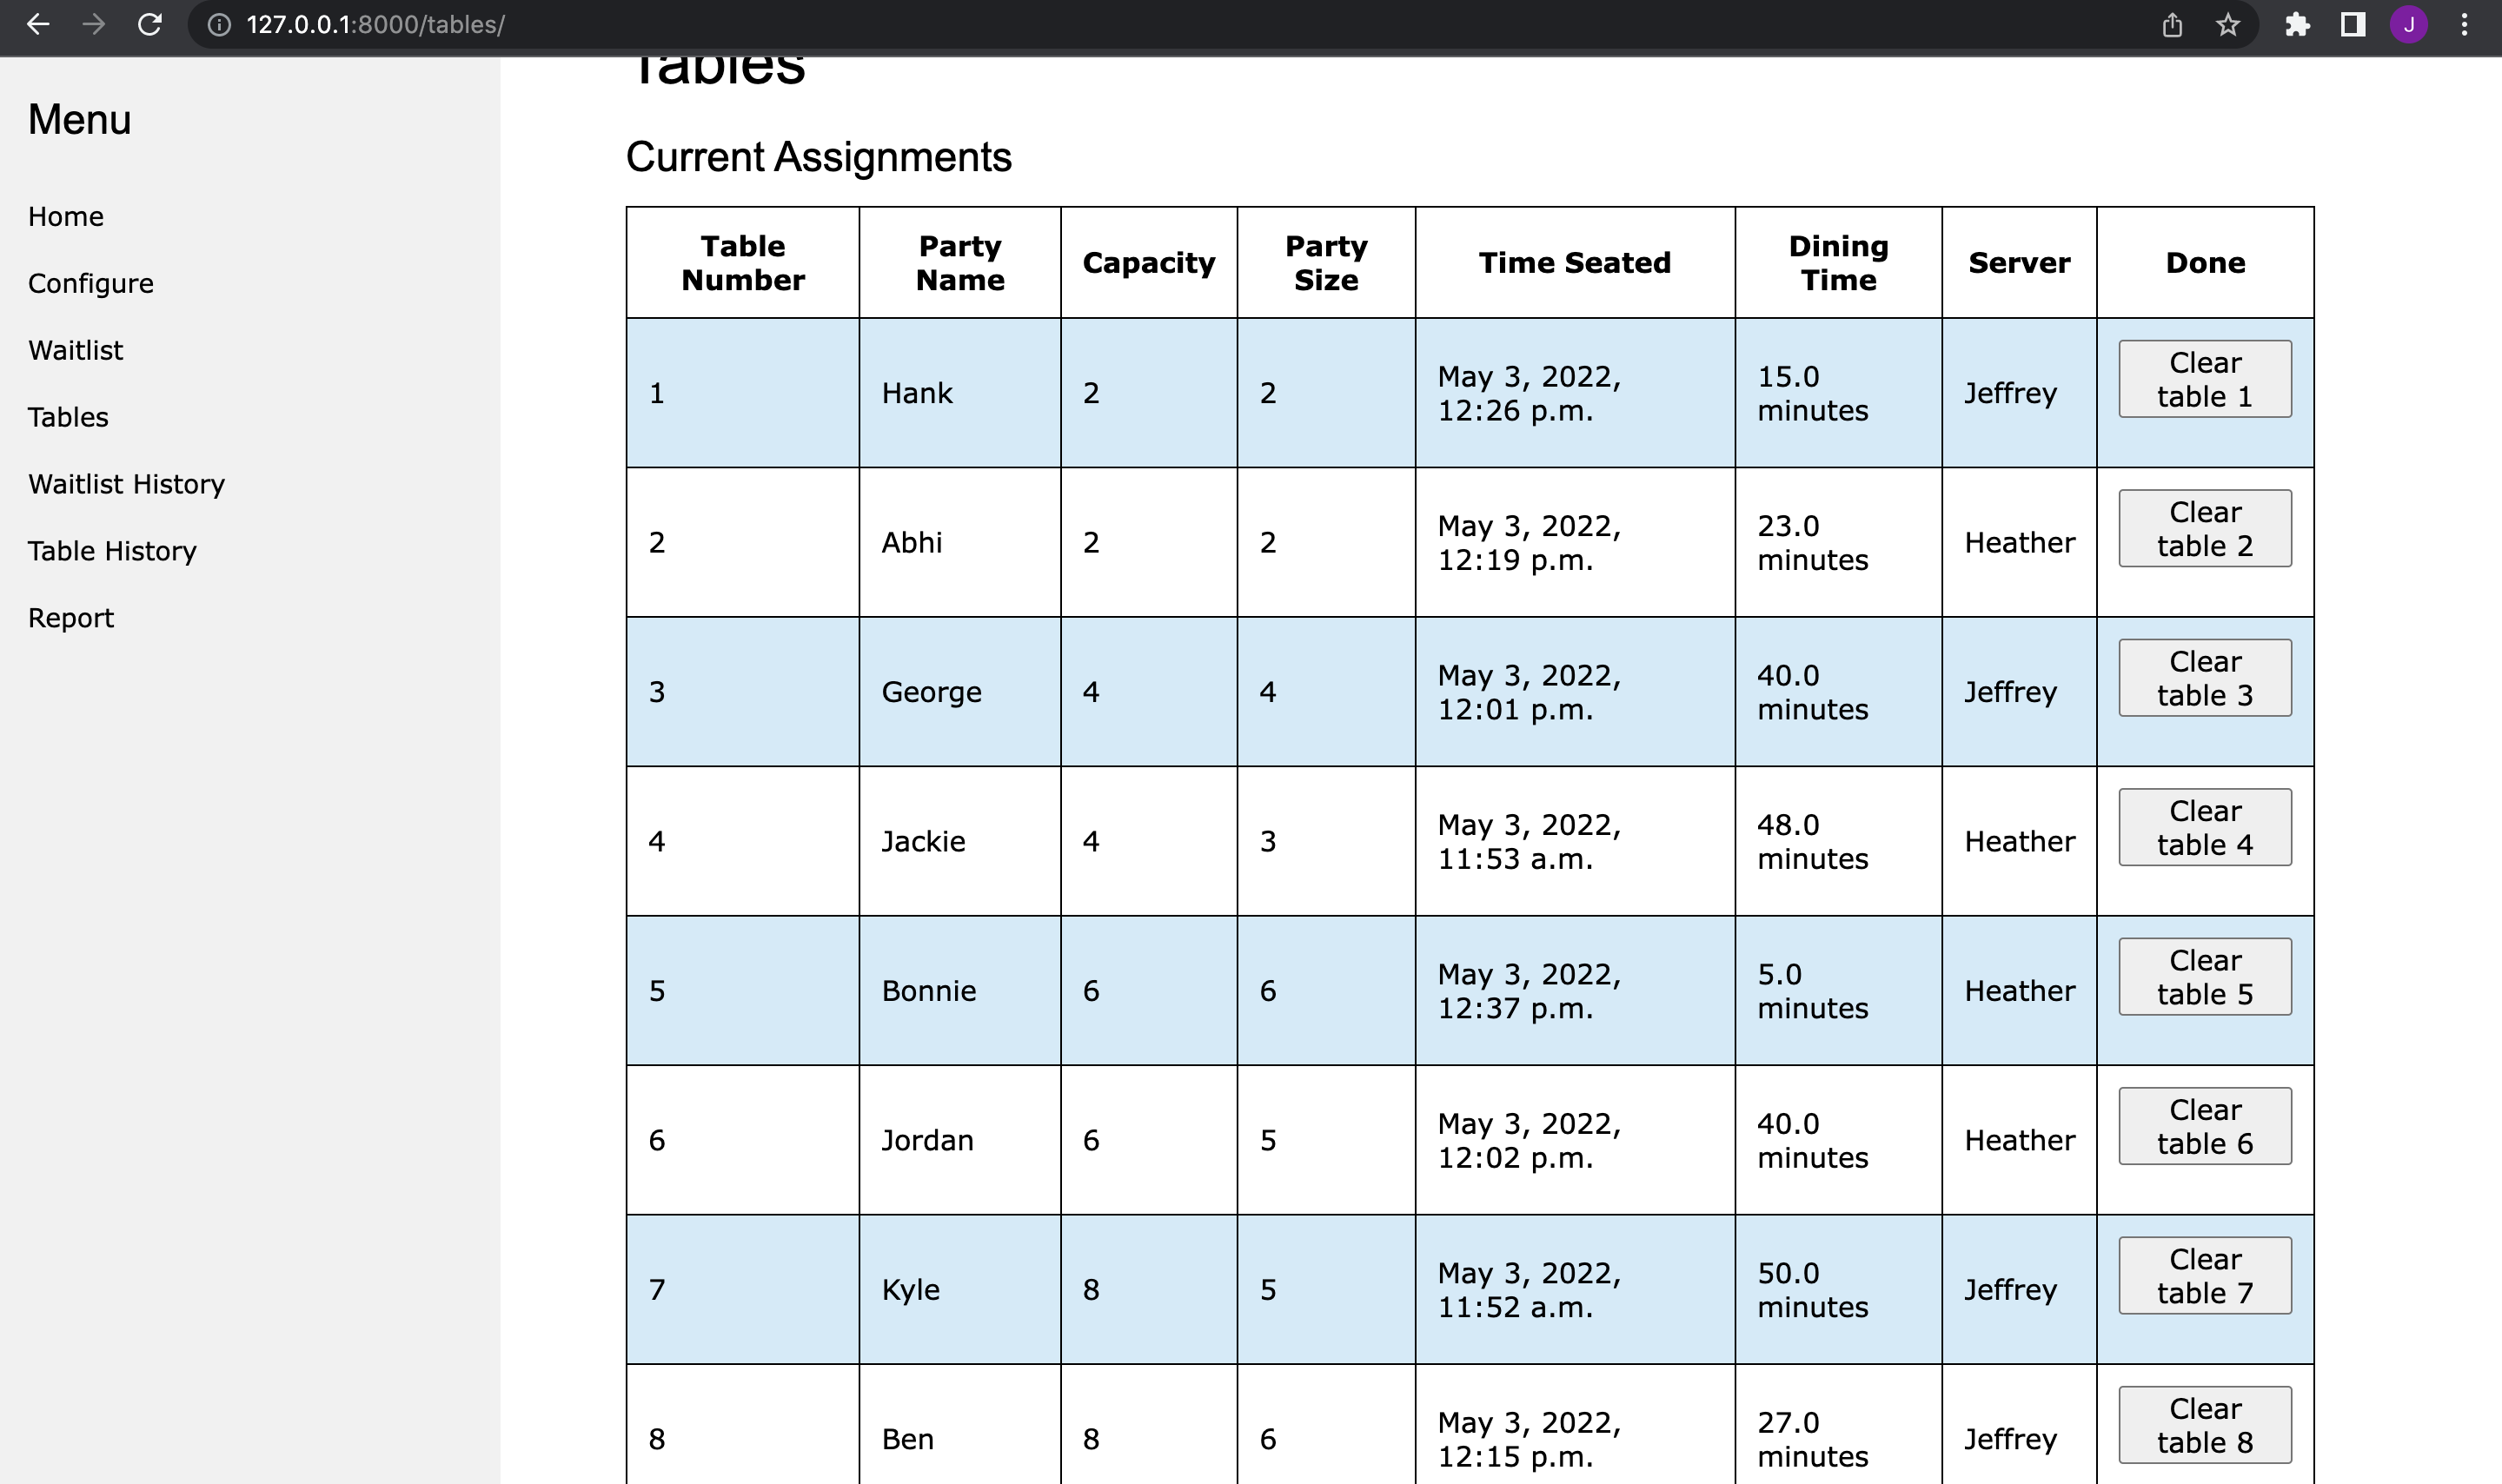 127.0.0.1:8000/tables/
J
Tables
Menu
Home
Configure
Waitlist
Tables
Waitlist History
Table History
Report
Current Assignments
Table Number Party Name Capacity Party Size Time Seated Dining Time Server Done
1 Hank 2 2 May 3, 2022, 12:26 p.m. 15.0 minutes Jeffrey Clear table 1
2 Abhi 2 2 May 3, 2022, 12:19 p.m. 23.0 minutes Heather Clear table 2
3 George 4 4 May 3, 2022, 12:01 p.m. 40.0 minutes Jeffrey Clear table 3
4 Jackie 4 3 May 3, 2022, 11:53 a.m. 48.0 minutes Heather Clear table 4
5 Bonnie 6 6 May 3, 2022, 12:37 p.m. 5.0 minutes Heather Clear table 5
6 Jordan 6 5 May 3, 2022, 12:02 p.m. 40.0 minutes Heather Clear table 6
7 Kyle 8 5 May 3, 2022, 11:52 a.m. 50.0 minutes Jeffrey Clear table 7
8 Ben 8 6 May 3, 2022, 12:15 p.m. 27.0 minutes Jeffrey Clear table 8